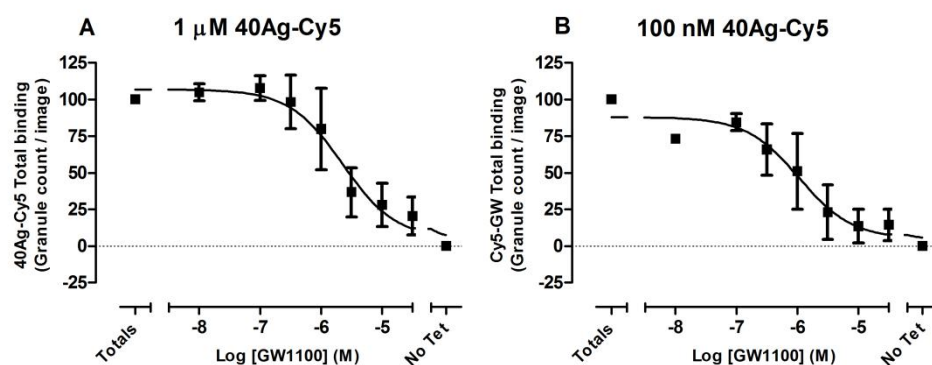 A
1 μM 40Ag-Cy5
40Ag-Cy5 Total binding
(Granule count / image)
125
100
75
50
25
0
-25
Totals
-8
-7
-6
-5
No Tet
Log [GW1100] (M)
B
100 nM 40Ag-Cy5
Cy5-GW Total binding
(Granule count / image)
125
100
75
50
25
0
-25
Totals
-8
-7
-6
-5
No Tet
Log [GW1100] (M)